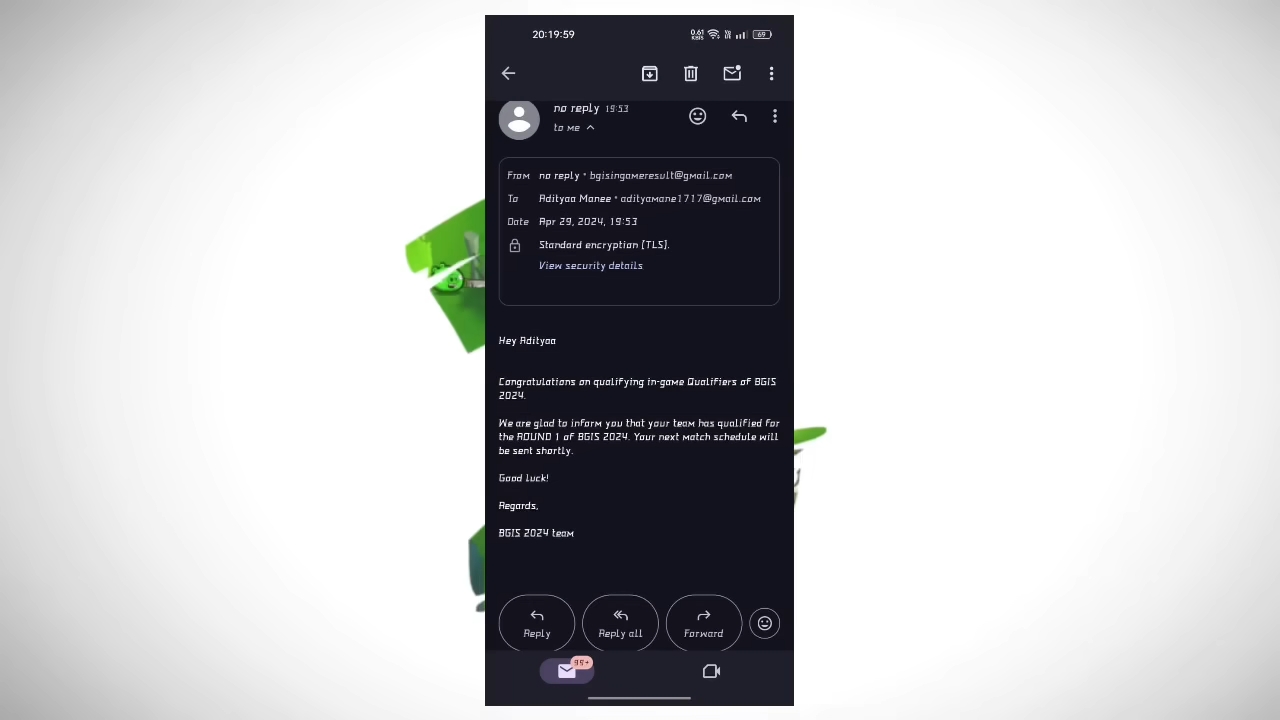 20:19:59
0.61
KB/S
69
no reply 19:53
to me
From no reply • bgisingameresult@gmail.com
To Adityaa Manee • adityamane1717@gmail.com
Date Apr 29, 2024, 19:53
Standard encryption (TLS).
View security details
Hey Adityaa
Congratulations on qualifying in-game Qualifiers of BGIS
2024.
We are glad to inform you that your team has qualified for
the ROUND 1 of BGIS 2024. Your next match schedule will
be sent shortly.
Good luck!
Regards,
BGIS 2024 team
Reply
Reply all
Forward
99+